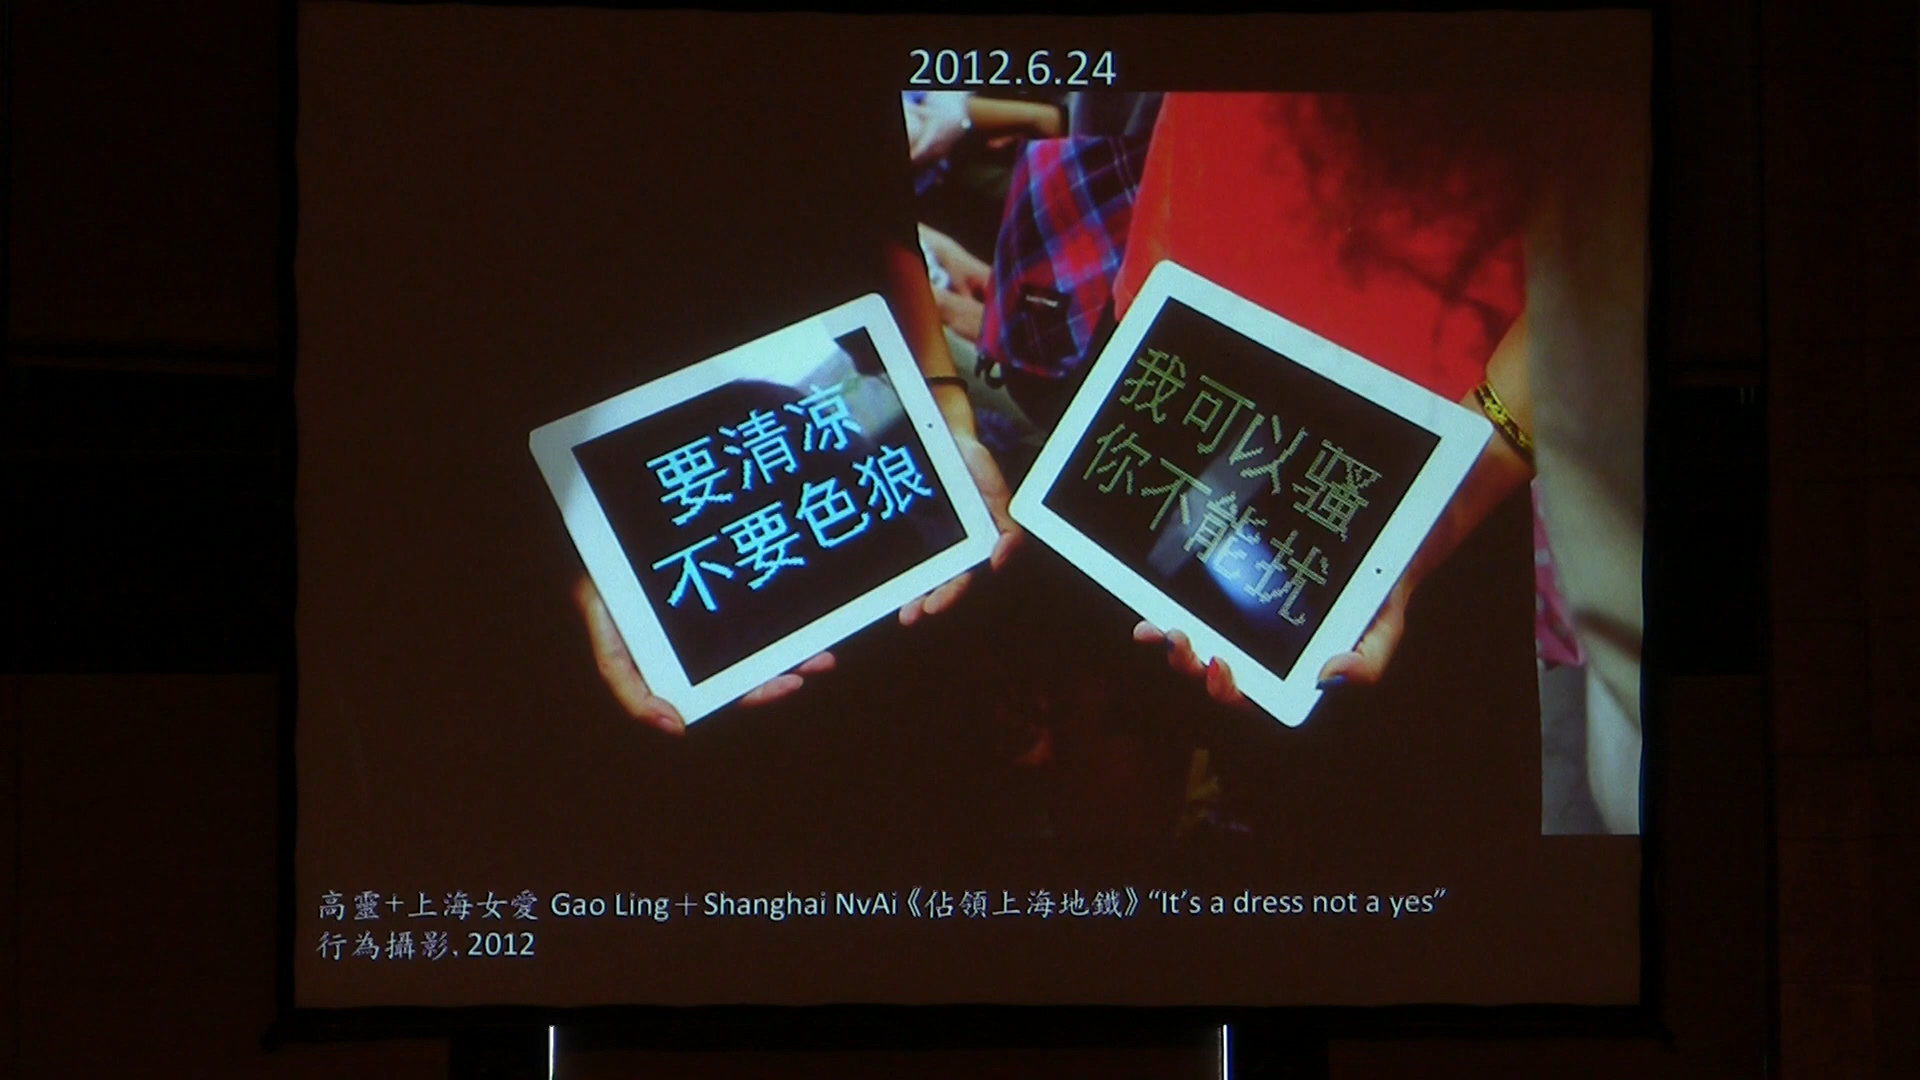 2012.6.24
要清凉
不要色狼
我可以骚
你不能扰
高靈+上海女愛 Gao Ling＋Shanghai NvAi《佔領上海地鐵》“It's a dress not a yes”
行為攝影, 2012